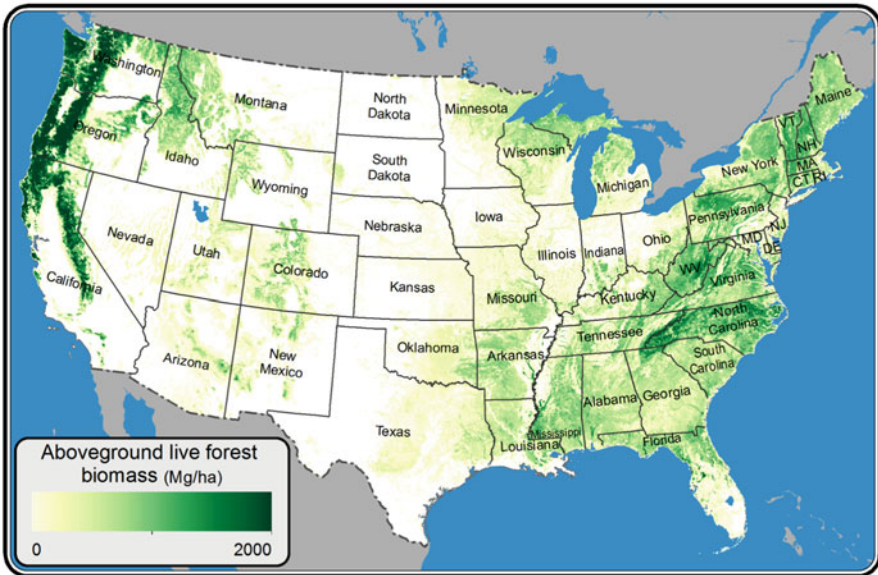 Washington
Montana
North
Dakota
Minnesota
Maine
VT
Oregon
NH
Idaho
South
Dakota
Wisconsin
New York
MA
CT RI
Wyoming
Michigan
Nebraska
Iowa
Pennsylvania
NJ
Nevada
Utah
Illinois
Indiana
Ohio
MD
DE
Colorado
WV
California
Kansas
Missouri
Kentucky
Virginia
North
Carolina
Tennessee
Arizona
New
Mexico
Oklahoma
Arkansas
South
Carolina
Alabama
Georgia
Texas
Mississippi
Louisiana
Florida
Aboveground live forest
biomass (Mg/ha)
0 2000